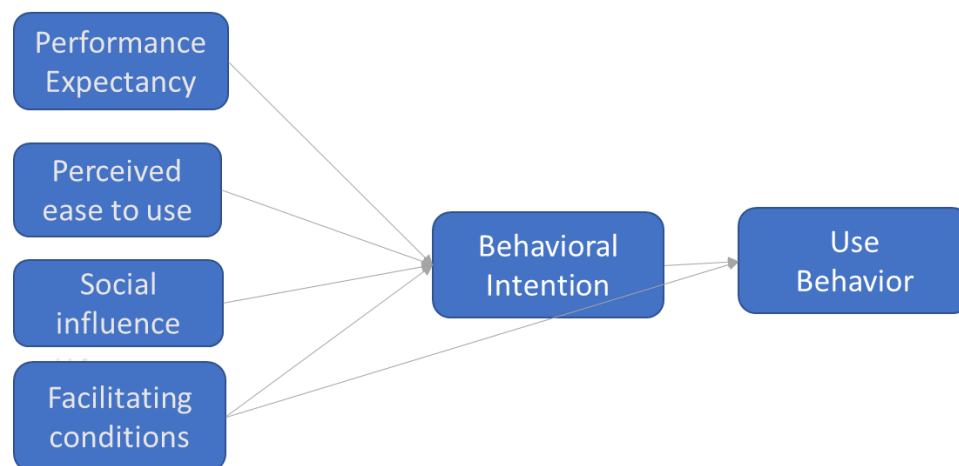 Performance
Expectancy
Perceived
ease to use
Social
influence
Facilitating
conditions
Behavioral
Intention
Use
Behavior